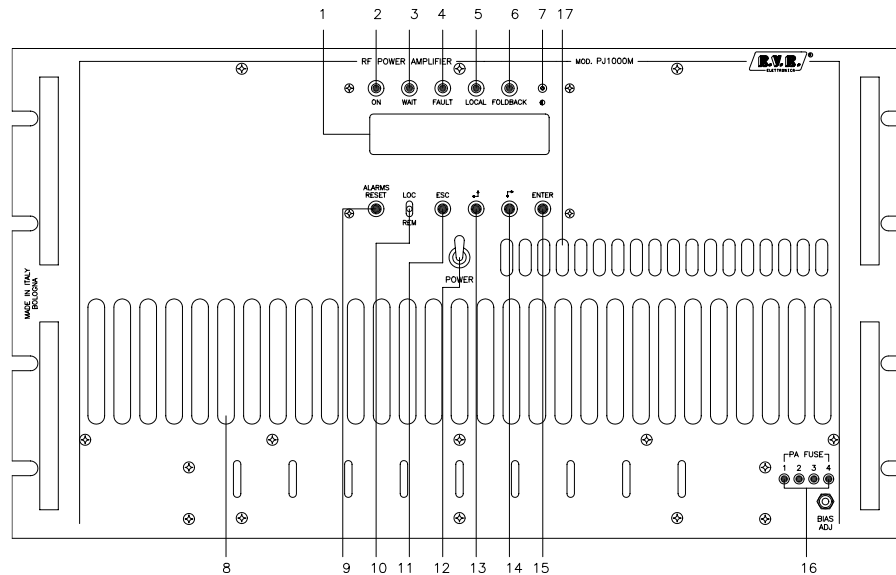 1 2 3 4 5 6 7 17
RF POWER AMPLIFIER
MOD. PJ1000M
R.V.R.
ELETTRONICA
ON WAIT FAULT LOCAL FOLDBACK
ALARMS RESET
LOC
REM
ESC
ENTER
POWER
MADE IN ITALY
BOLOGNA
PA FUSE
1 2 3 4
BIAS
ADJ
8 9 10 11 12 13 14 15 16